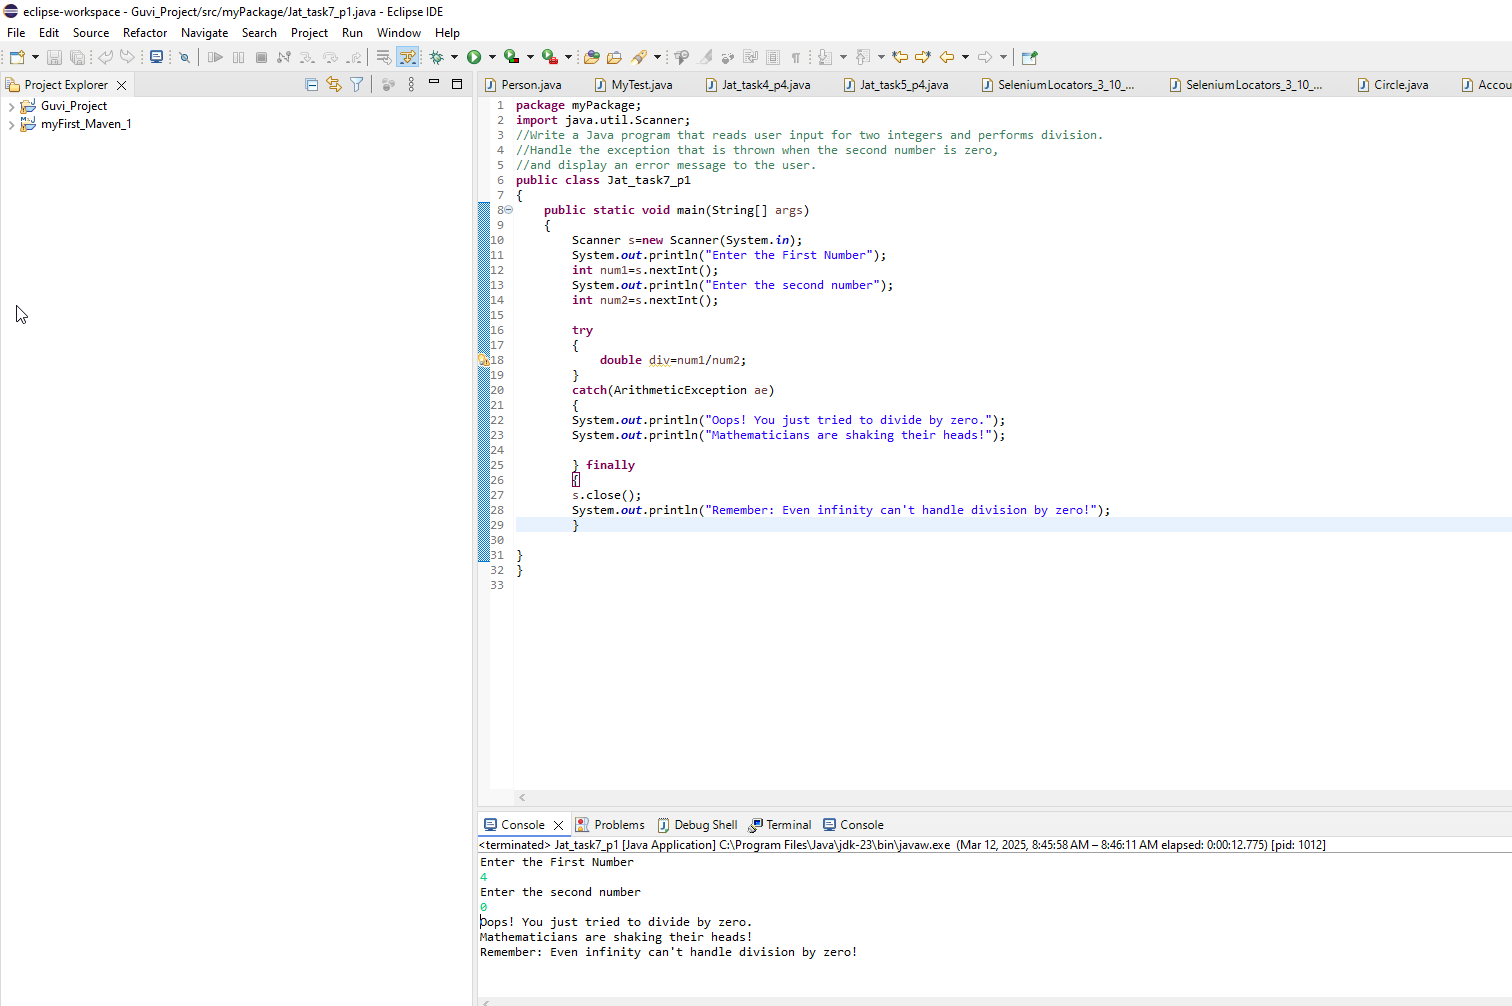 eclipse-workspace - Guvi_Project/src/myPackage/Jat_task7_p1.java - Eclipse IDE
File Edit Source Refactor Navigate Search Project Run Window Help
Project Explorer
Guvi_Project
myFirst_Maven_1
Person.java MyTest.java Jat_task4_p4.java Jat_task5_p4.java SeleniumLocators_3_10_... SeleniumLocators_3_10_... Circle.java Accou
1 package myPackage;
2 import java.util.Scanner;
3 //Write a Java program that reads user input for two integers and performs division.
4 //Handle the exception that is thrown when the second number is zero,
5 //and display an error message to the user.
6 public class Jat_task7_p1
7 {
8 public static void main(String[] args)
9 {
10 Scanner s=new Scanner(System.in);
11 System.out.println("Enter the First Number");
12 int num1=s.nextInt();
13 System.out.println("Enter the second number");
14 int num2=s.nextInt();
15
16 try
17 {
18 double div=num1/num2;
19 }
20 catch(ArithmeticException ae)
21 {
22 System.out.println("Oops! You just tried to divide by zero.");
23 System.out.println("Mathematicians are shaking their heads!");
24
25 } finally
26 {
27 s.close();
28 System.out.println("Remember: Even infinity can't handle division by zero!");
29 }
30
31 }
32 }
33
Console Problems Debug Shell Terminal Console
<terminated> Jat_task7_p1 [Java Application] C:\Program Files\Java\jdk-23\bin\javaw.exe (Mar 12, 2025, 8:45:58 AM – 8:46:11 AM elapsed: 0:00:12.775) [pid: 1012]
Enter the First Number
4
Enter the second number
0
Oops! You just tried to divide by zero.
Mathematicians are shaking their heads!
Remember: Even infinity can't handle division by zero!